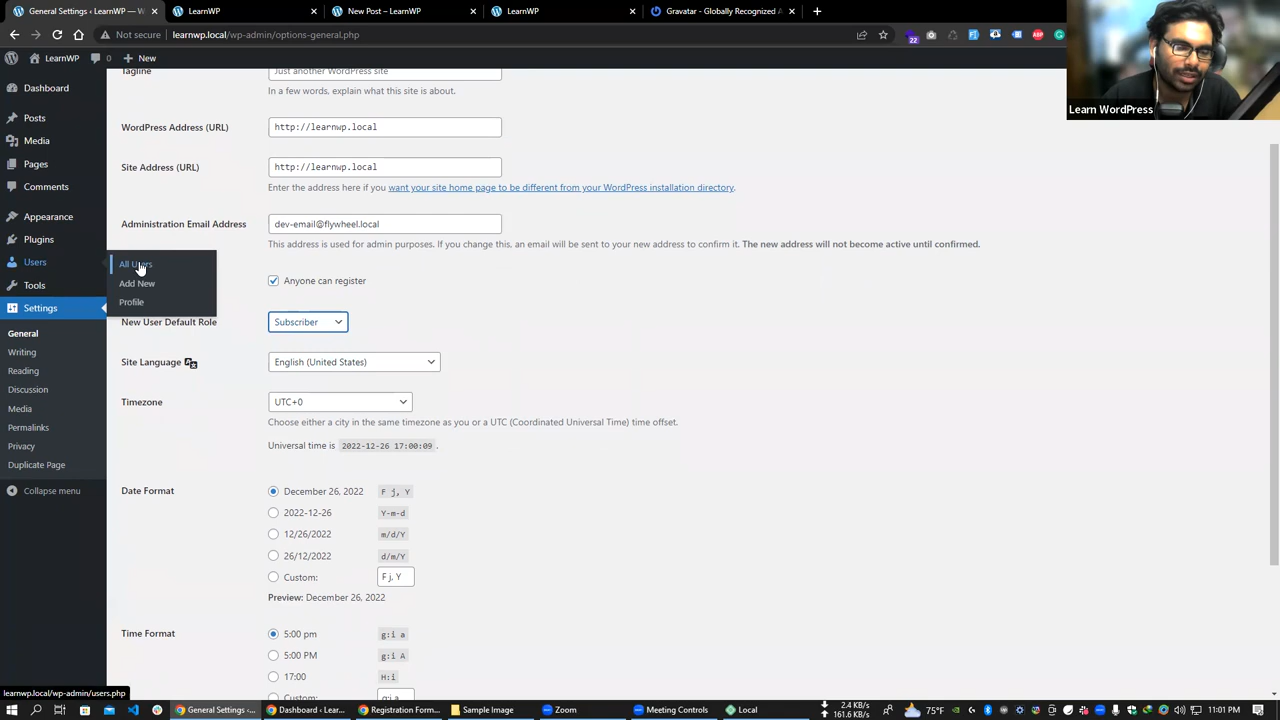 General Settings ‹ LearnWP — W
LearnWP
New Post – LearnWP
LearnWP
Gravatar - Globally Recognized A
Not secure
learnwp.local/wp-admin/options-general.php
22
ABP
LearnWP
0
New
Dashboard
Posts
Media
Pages
Comments
Appearance
Plugins
Users
Tools
Settings
General
Writing
Reading
Discussion
Media
Permalinks
Privacy
Duplicate Page
Collapse menu
All Users
Add New
Profile
Tagline
Just another WordPress site
In a few words, explain what this site is about.
WordPress Address (URL)
http://learnwp.local
Site Address (URL)
http://learnwp.local
Enter the address here if you want your site home page to be different from your WordPress installation directory.
Administration Email Address
dev-email@flywheel.local
This address is used for admin purposes. If you change this, an email will be sent to your new address to confirm it. The new address will not become active until confirmed.
Anyone can register
New User Default Role
Subscriber
Site Language
English (United States)
Timezone
UTC+0
Choose either a city in the same timezone as you or a UTC (Coordinated Universal Time) time offset.
Universal time is 2022-12-26 17:00:09 .
Date Format
December 26, 2022
F j, Y
2022-12-26
Y-m-d
12/26/2022
m/d/Y
26/12/2022
d/m/Y
Custom:
F j, Y
Preview: December 26, 2022
Time Format
5:00 pm
g:i a
5:00 PM
g:i A
17:00
H:i
Custom:
g:i a
Learn WordPress
learnwp.local/wp-admin/users.php
General Settings ‹...
Dashboard ‹ Lear...
Registration Form...
Sample Image
Zoom
Meeting Controls
Local
2.4 KB/s
161.6 KB/s
75°F
11:01 PM